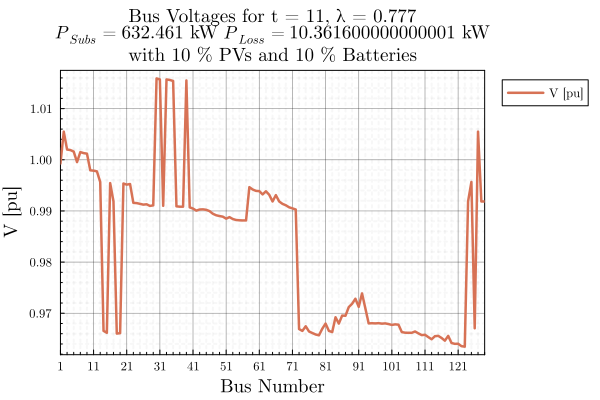 Bus Voltages for t = 11, λ = 0.777
P_Subs = 632.461 kW P_Loss = 10.361600000000001 kW
with 10 % PVs and 10 % Batteries
V [pu]
1.01
1.00
0.99
0.98
0.97
V [pu]
1 11 21 31 41 51 61 71 81 91 101 111 121
Bus Number